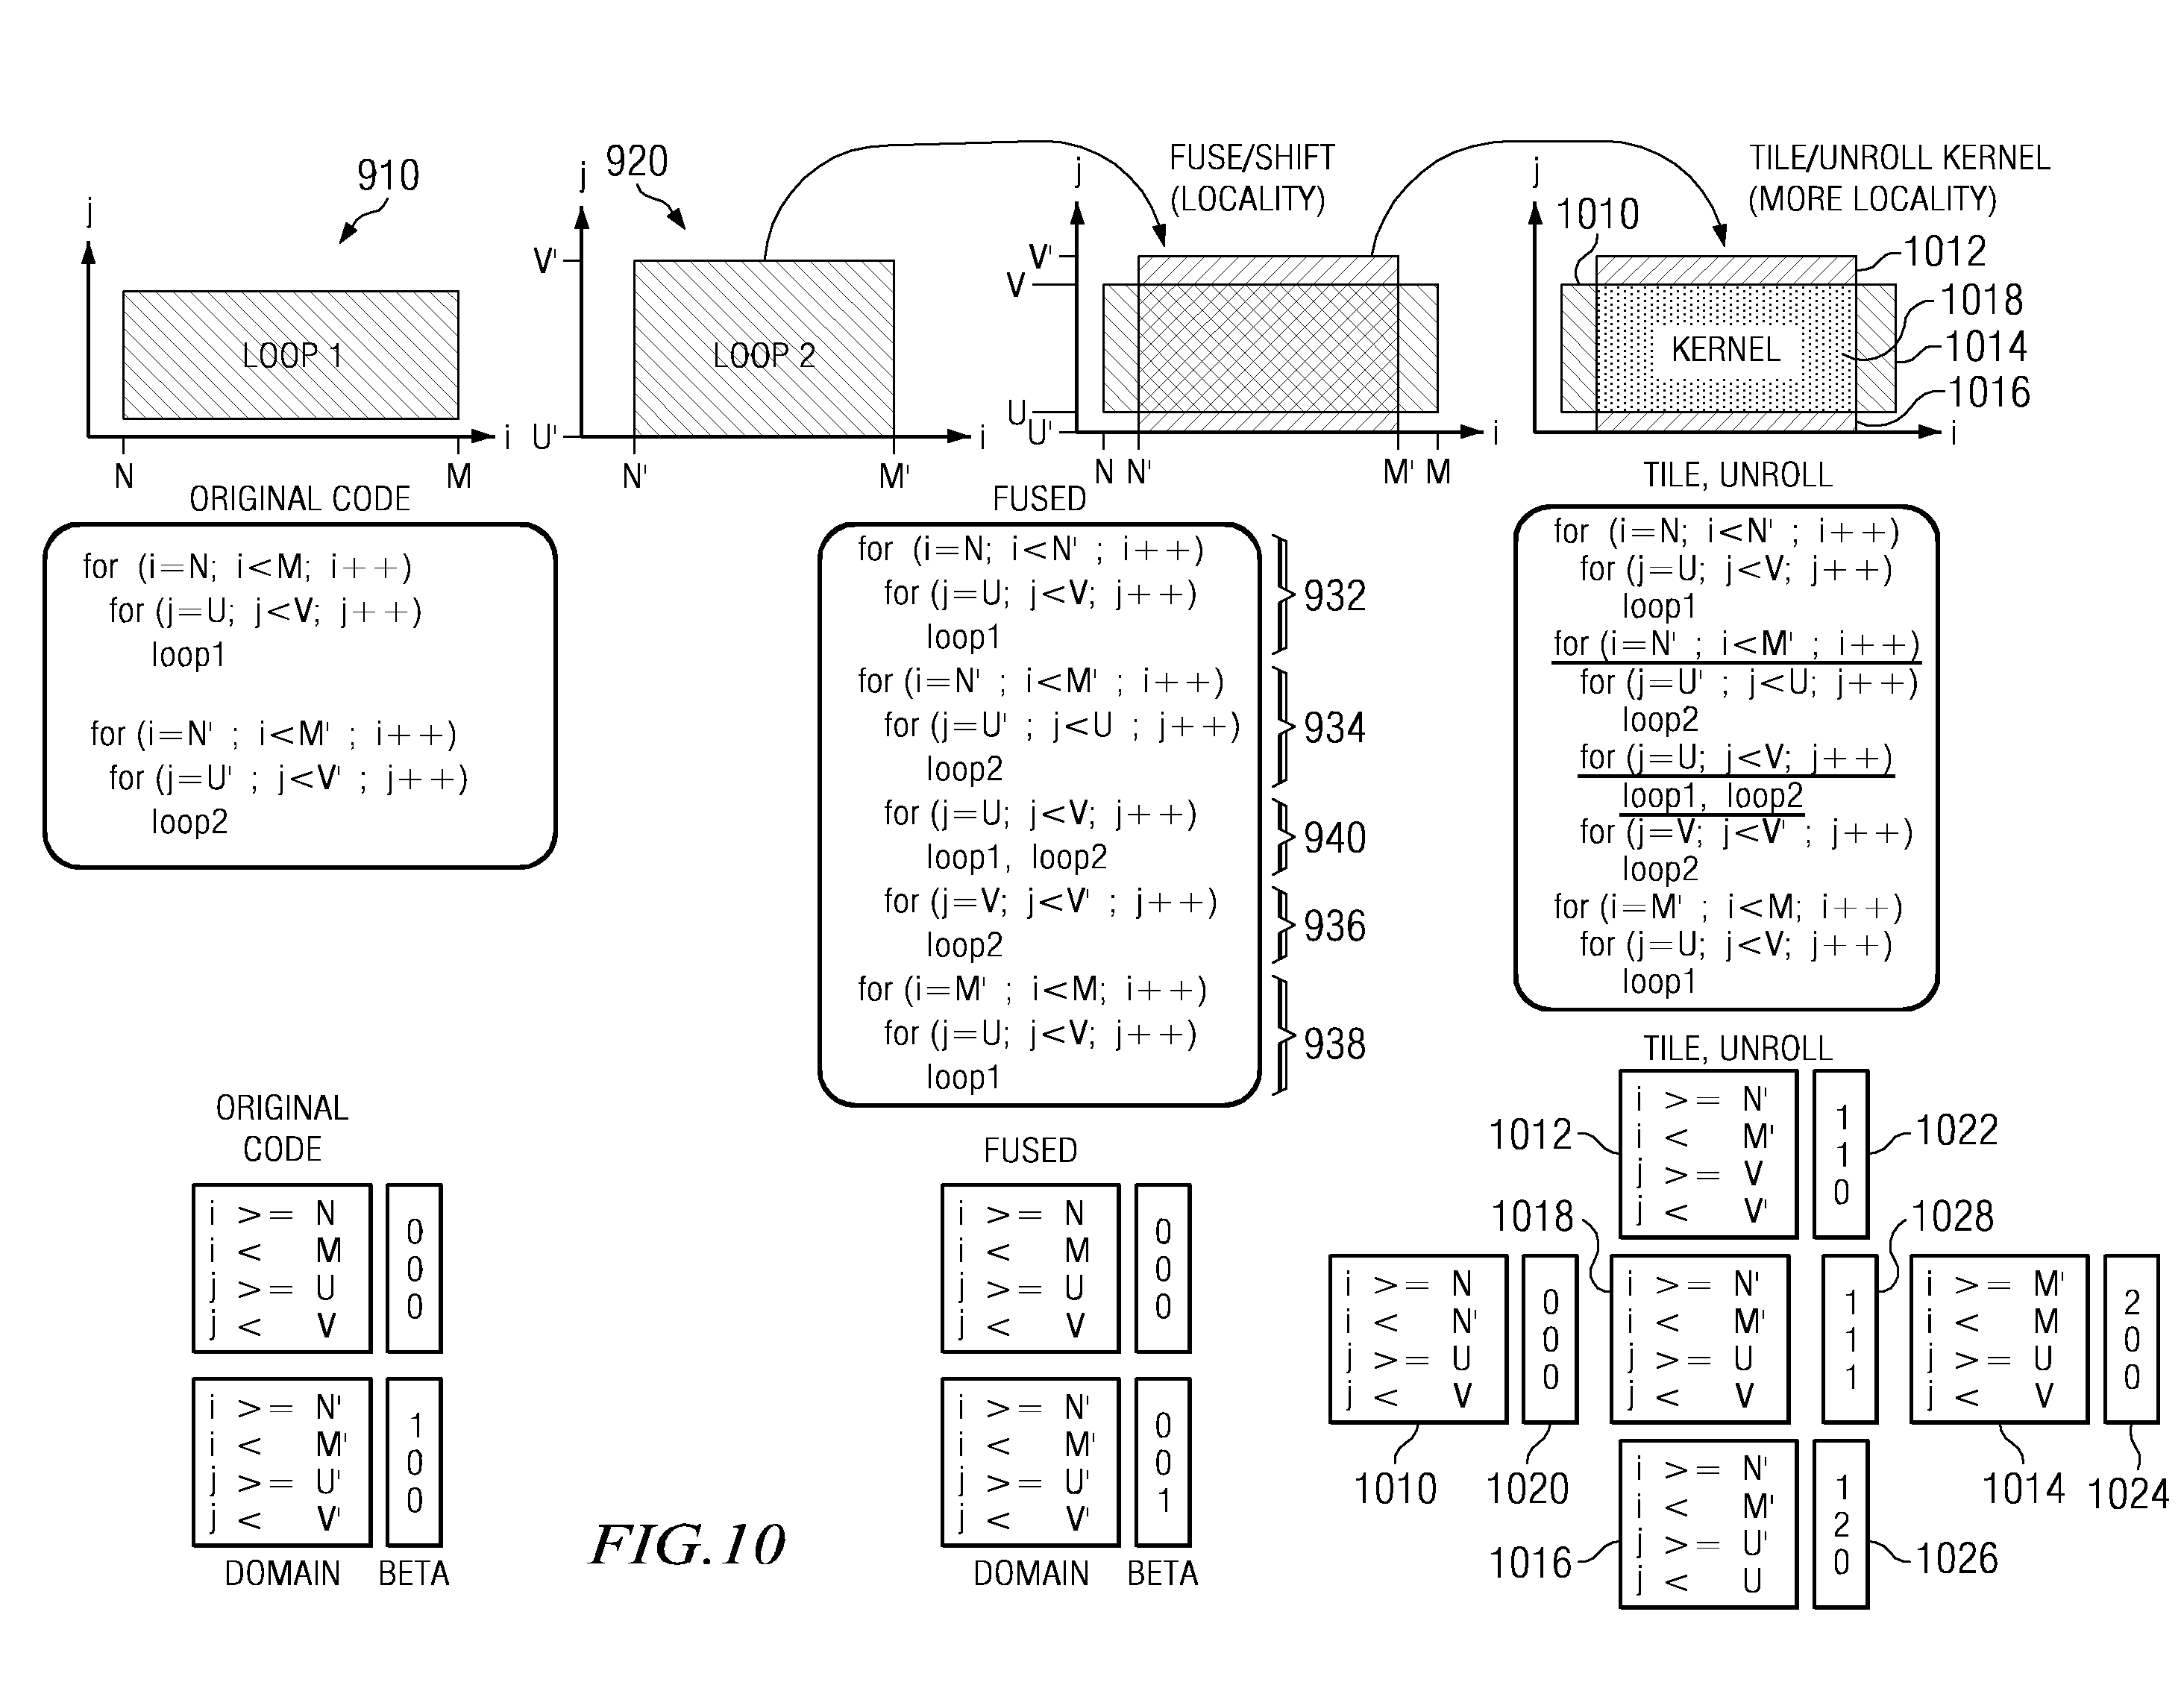 910
j
LOOP 1
i
N
M
920
j
V'
LOOP 2
U'
i
N'
M'
FUSE/SHIFT
(LOCALITY)
j
V'
V
U
U'
i
N N'
M' M
TILE/UNROLL KERNEL
(MORE LOCALITY)
j
1010
1012
1018
KERNEL
1014
1016
i
ORIGINAL CODE
for (i=N; i<M; i++)
for (j=U; j<V; j++)
loop1
for (i=N' ; i<M' ; i++)
for (j=U' ; j<V' ; j++)
loop2
FUSED
for (i=N; i<N' ; i++)
for (j=U; j<V; j++)
loop1
932
for (i=N' ; i<M' ; i++)
for (j=U' ; j<U ; j++)
loop2
934
for (j=U; j<V; j++)
loop1, loop2
940
for (j=V; j<V' ; j++)
loop2
936
for (i=M' ; i<M; i++)
for (j=U; j<V; j++)
loop1
938
TILE, UNROLL
for (i=N; i<N' ; i++)
for (j=U; j<V; j++)
loop1
for (i=N' ; i<M' ; i++)
for (j=U' ; j<U; j++)
loop2
for (j=U; j<V; j++)
loop1, loop2
for (j=V; j<V' ; j++)
loop2
for (i=M' ; i<M; i++)
for (j=U; j<V; j++)
loop1
ORIGINAL
CODE
i >= N
i < M
j >= U
j < V
0
0
0
i >= N'
i < M'
j >= U'
j < V'
1
0
0
DOMAIN BETA
FUSED
i >= N
i < M
j >= U
j < V
0
0
0
i >= N'
i < M'
j >= U'
j < V'
0
0
1
DOMAIN BETA
TILE, UNROLL
1012
i >= N'
i < M'
j >= V
j < V'
1
1
0
1022
i >= N
i < N'
j >= U
j < V
1010
0
0
0
1020
1018
i >= N'
i < M'
j >= U
j < V
1
1
1
1028
i >= M'
i < M
j >= U
j < V
1014
2
0
0
1024
1016
i >= N'
i < M'
j >= U'
j < U
1
2
0
1026
FIG.10